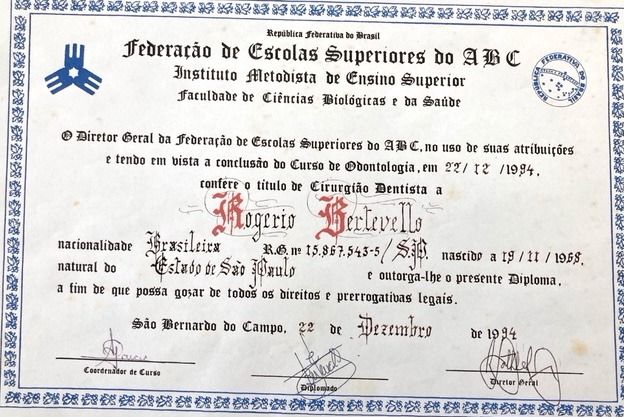 República Federativa do Brasil
Federação de Escolas Superiores do ABC
Instituto Metodista de Ensino Superior
Faculdade de Ciências Biológicas e da Saúde
REPÚBLICA FEDERATIVA DO BRASIL
O Diretor Geral da Federação de Escolas Superiores do ABC, no uso de suas atribuições
e tendo em vista a conclusão do Curso de Odontologia, em 22/12/1994,
confere o título de Cirurgião Dentista a
Rogerio Bertevello
nacionalidade Brasileira R.G. nº 15.867.543-5/S.P. nascido a 19/11/1968,
natural do Estado de São Paulo e outorga-lhe o presente Diploma,
a fim de que possa gozar de todos os direitos e prerrogativas legais.
São Bernardo do Campo, 22 de Dezembro de 1994
Coordenador de Curso Diplomado Diretor Geral